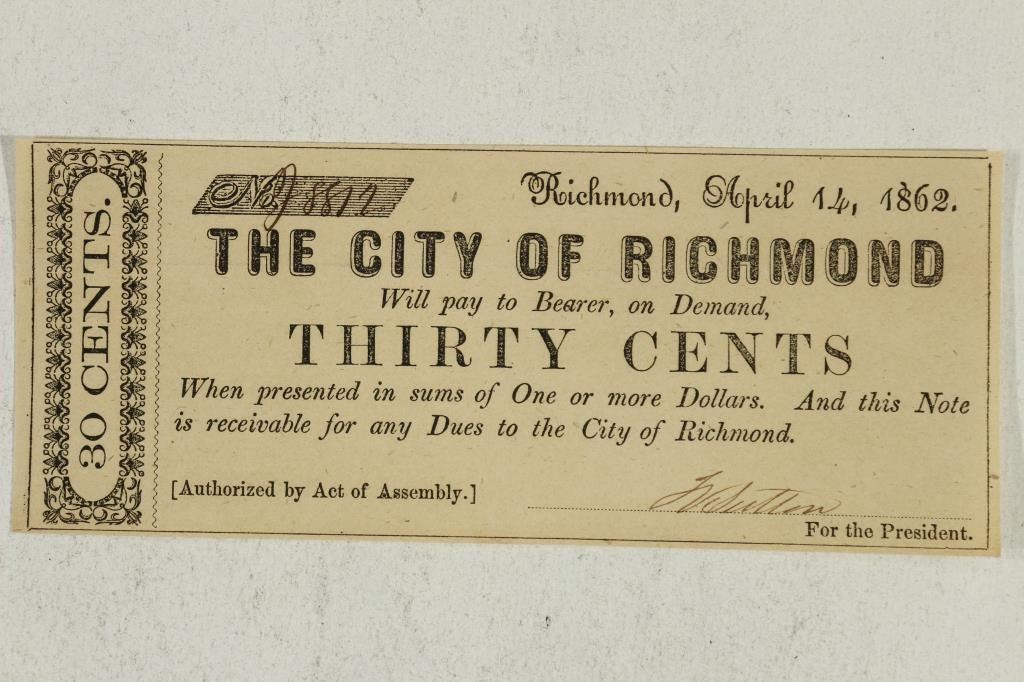 30 CENTS.
No. 8812
Richmond, April 14, 1862.
THE CITY OF RICHMOND
Will pay to Bearer, on Demand,
THIRTY CENTS
When presented in sums of One or more Dollars. And this Note
is receivable for any Dues to the City of Richmond.
[Authorized by Act of Assembly.]
Sutton
For the President.